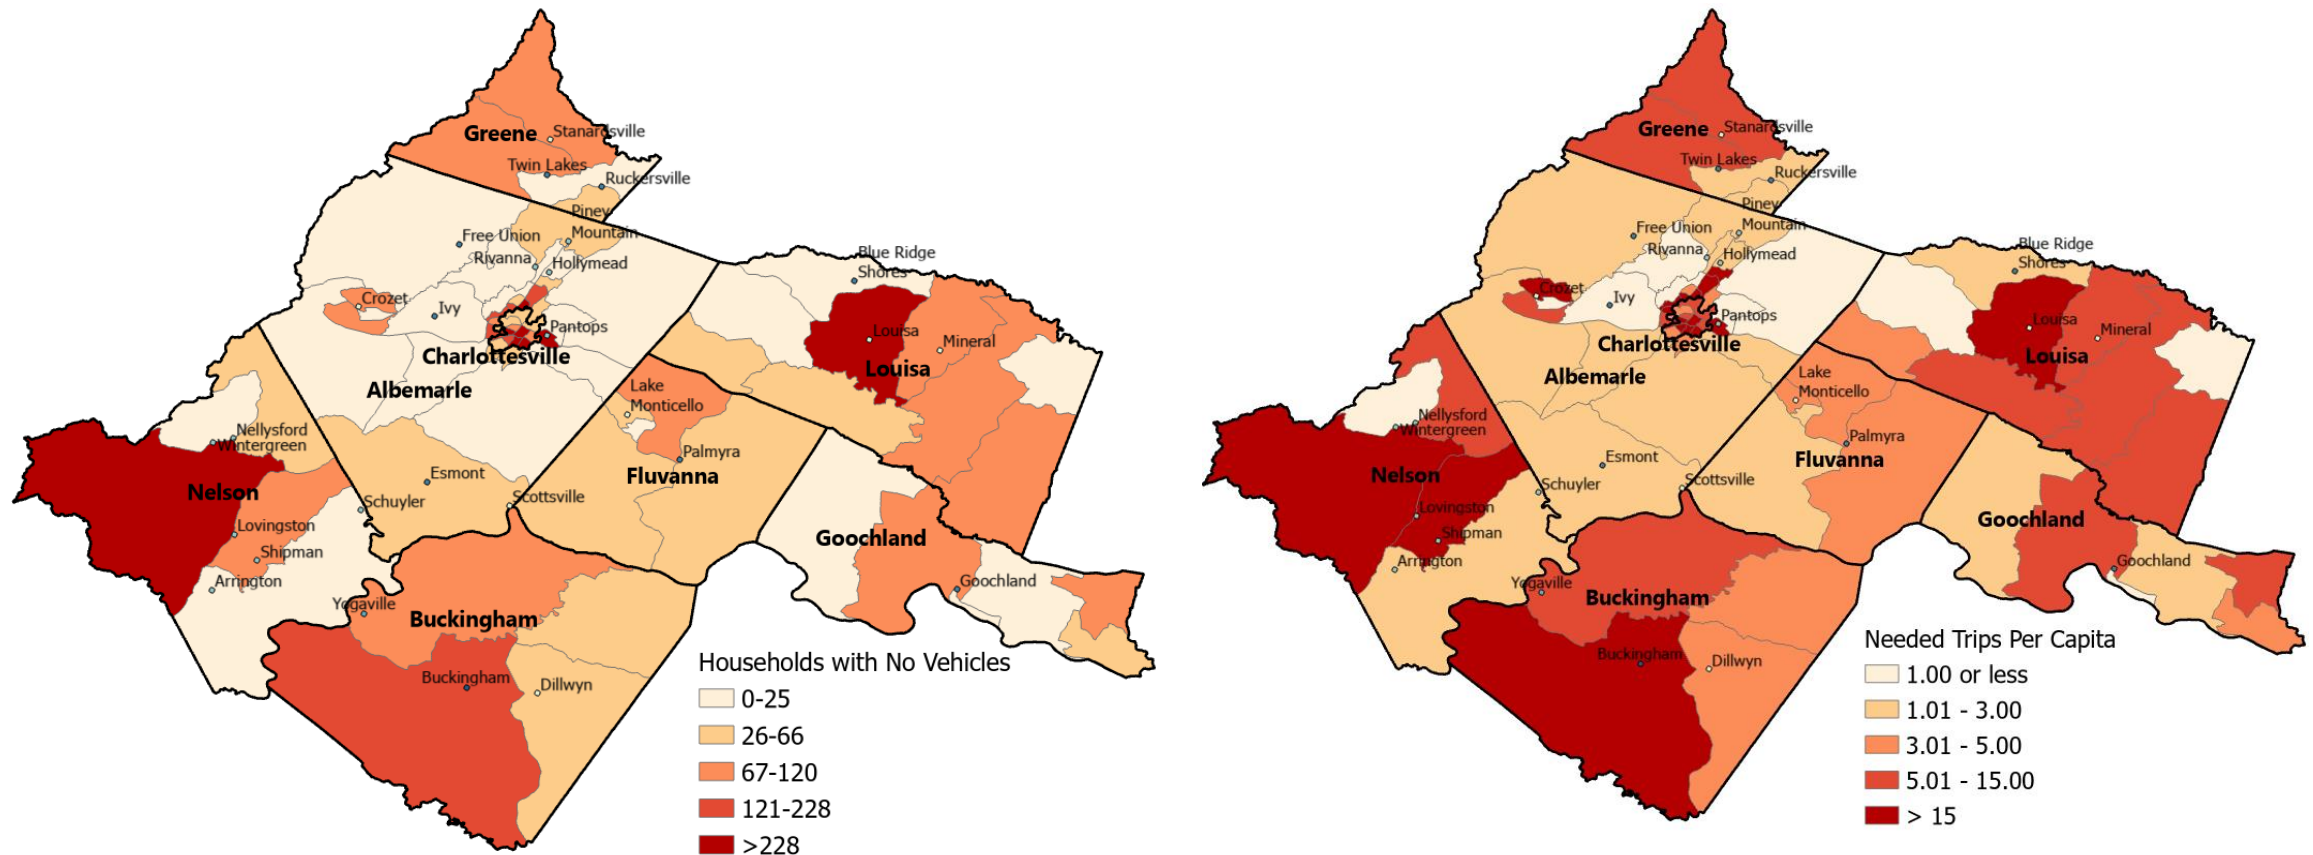 Greene
Stanardsville
Twin Lakes
Ruckersville
Piney
Mountain
Free Union
Rivanna
Hollymead
Crozet
Ivy
Pantops
Charlottesville
Albemarle
Blue Ridge
Shores
Louisa
Mineral
Louisa
Lake
Monticello
Palmyra
Fluvanna
Nellysford
Wintergreen
Nelson
Esmont
Schuyler
Scottsville
Lovingston
Shipman
Arrington
Goochland
Goochland
Yogaville
Buckingham
Buckingham
Dillwyn
Households with No Vehicles
0-25
26-66
67-120
121-228
>228
Greene
Stanardsville
Twin Lakes
Ruckersville
Piney
Mountain
Free Union
Rivanna
Hollymead
Crozet
Ivy
Pantops
Charlottesville
Albemarle
Blue Ridge
Shores
Louisa
Mineral
Louisa
Lake
Monticello
Palmyra
Fluvanna
Nellysford
Wintergreen
Nelson
Esmont
Schuyler
Scottsville
Lovingston
Shipman
Arrington
Goochland
Goochland
Yogaville
Buckingham
Buckingham
Dillwyn
Needed Trips Per Capita
1.00 or less
1.01 - 3.00
3.01 - 5.00
5.01 - 15.00
> 15